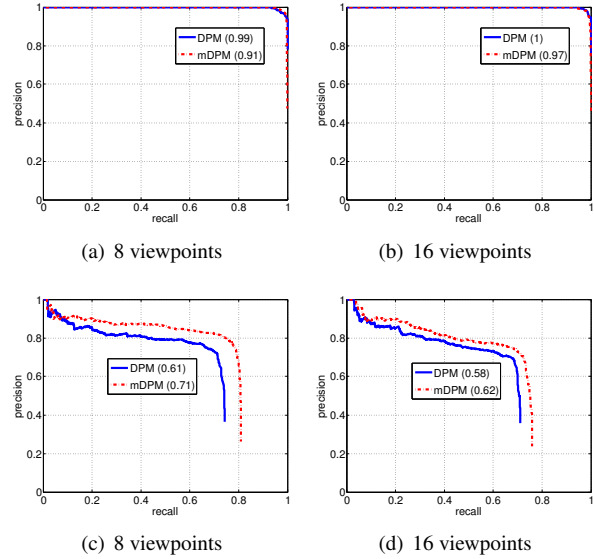 1
0.8
0.6
0.4
0.2
0
precision
DPM (0.99)
mDPM (0.91)
0 0.2 0.4 0.6 0.8 1
recall
(a) 8 viewpoints
1
0.8
0.6
0.4
0.2
0
precision
DPM (1)
mDPM (0.97)
0 0.2 0.4 0.6 0.8 1
recall
(b) 16 viewpoints
1
0.8
0.6
0.4
0.2
0
precision
DPM (0.61)
mDPM (0.71)
0 0.2 0.4 0.6 0.8 1
recall
(c) 8 viewpoints
1
0.8
0.6
0.4
0.2
0
precision
DPM (0.58)
mDPM (0.62)
0 0.2 0.4 0.6 0.8 1
recall
(d) 16 viewpoints